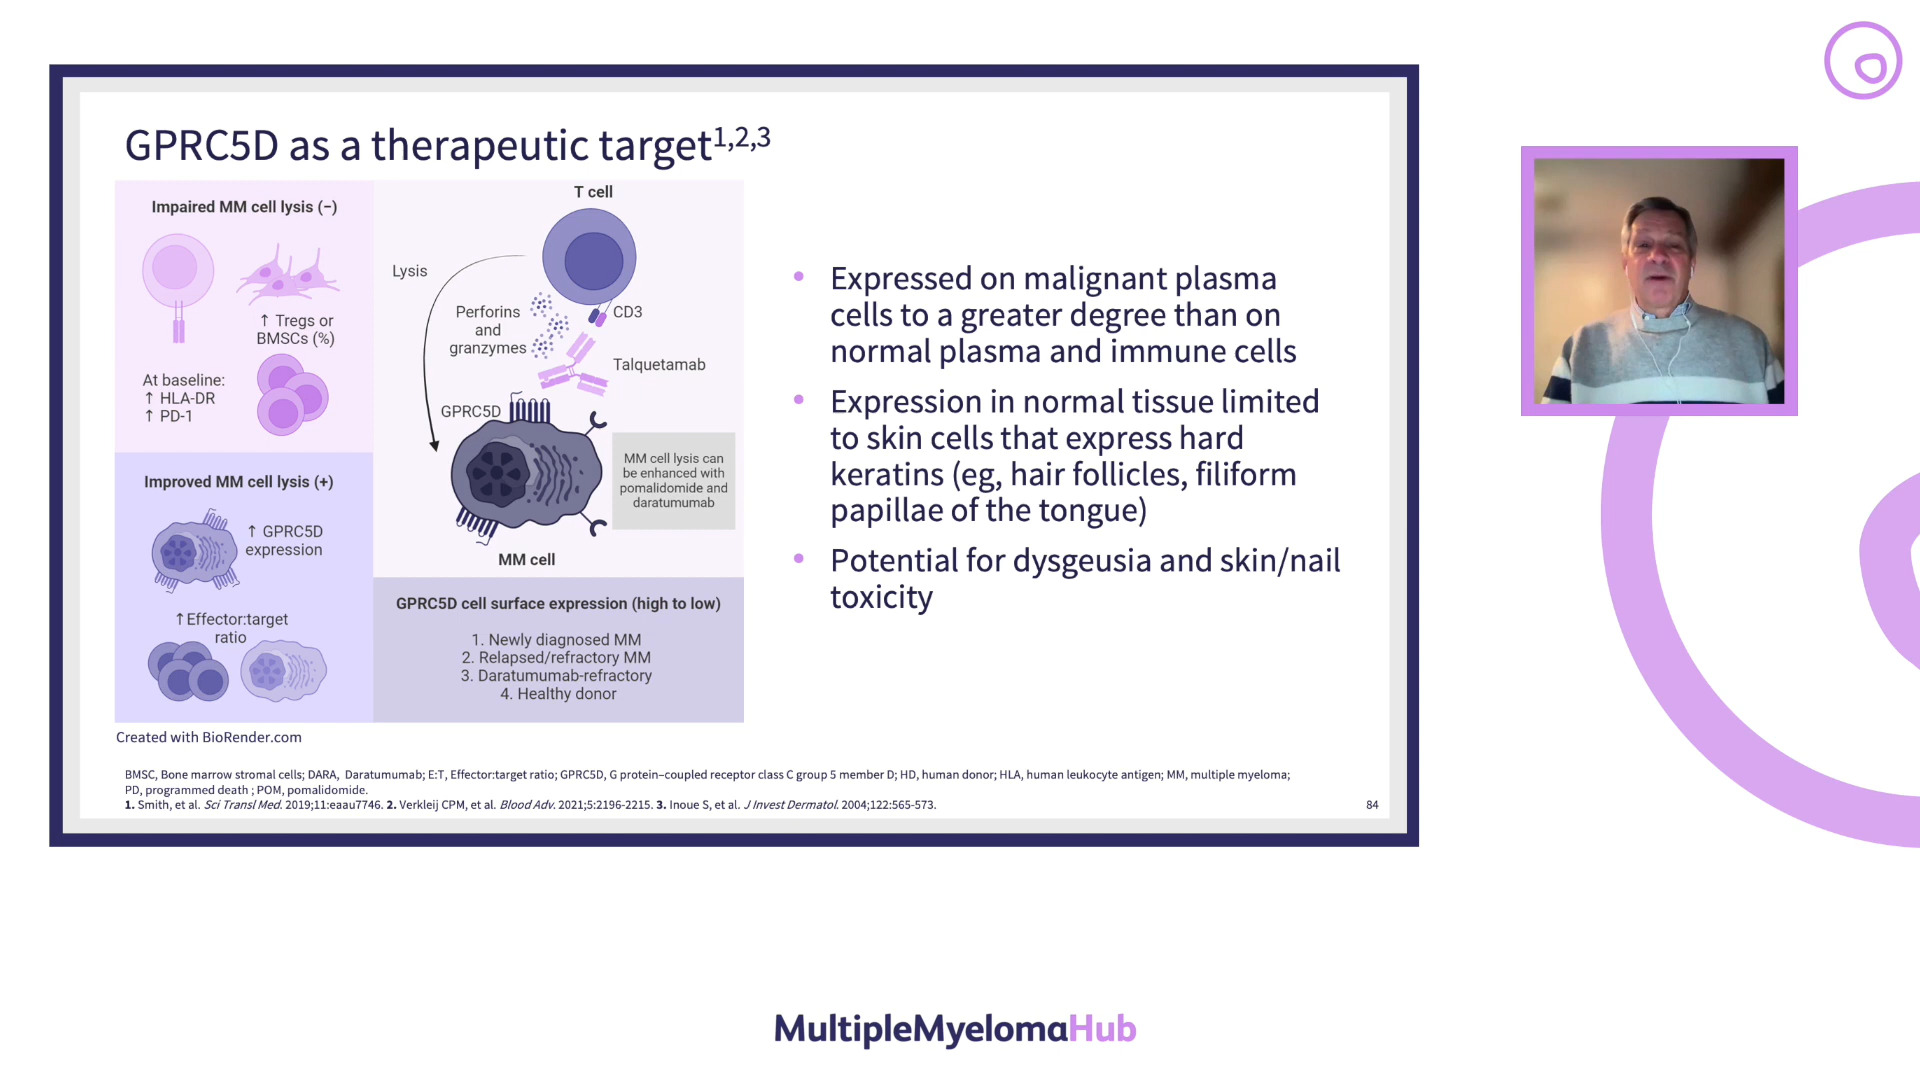 GPRC5D as a therapeutic target1,2,3
Impaired MM cell lysis (−)
↑ Tregs or
BMSCs (%)
At baseline:
↑ HLA-DR
↑ PD-1
Improved MM cell lysis (+)
↑ GPRC5D
expression
↑Effector:target
ratio
T cell
Lysis
Perforins
and
granzymes
CD3
Talquetamab
GPRC5D
MM cell lysis can
be enhanced with
pomalidomide and
daratumumab
MM cell
GPRC5D cell surface expression (high to low)
1. Newly diagnosed MM
2. Relapsed/refractory MM
3. Daratumumab-refractory
4. Healthy donor
Created with BioRender.com
• Expressed on malignant plasma
cells to a greater degree than on
normal plasma and immune cells
• Expression in normal tissue limited
to skin cells that express hard
keratins (eg, hair follicles, filiform
papillae of the tongue)
• Potential for dysgeusia and skin/nail
toxicity
BMSC, Bone marrow stromal cells; DARA, Daratumumab; E:T, Effector:target ratio; GPRC5D, G protein–coupled receptor class C group 5 member D; HD, human donor; HLA, human leukocyte antigen; MM, multiple myeloma;
PD, programmed death ; POM, pomalidomide.
1. Smith, et al. Sci Transl Med. 2019;11:eaau7746. 2. Verkleij CPM, et al. Blood Adv. 2021;5:2196-2215. 3. Inoue S, et al. J Invest Dermatol. 2004;122:565-573.
84
MultipleMyelomaHub